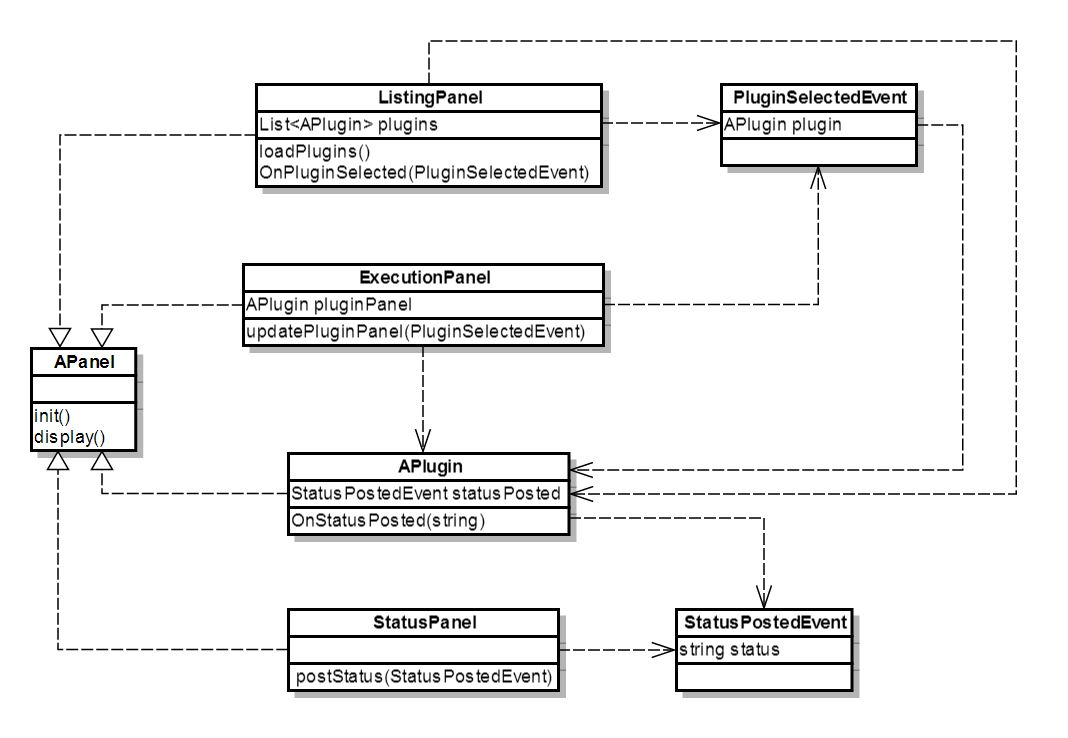 ListingPanel
List<APlugin> plugins
loadPlugins()
OnPluginSelected(PluginSelectedEvent)
PluginSelectedEvent
APlugin plugin
ExecutionPanel
APlugin pluginPanel
updatePluginPanel(PluginSelectedEvent)
APanel
init()
display()
APlugin
StatusPostedEvent statusPosted
OnStatusPosted(string)
StatusPanel
postStatus(StatusPostedEvent)
StatusPostedEvent
string status